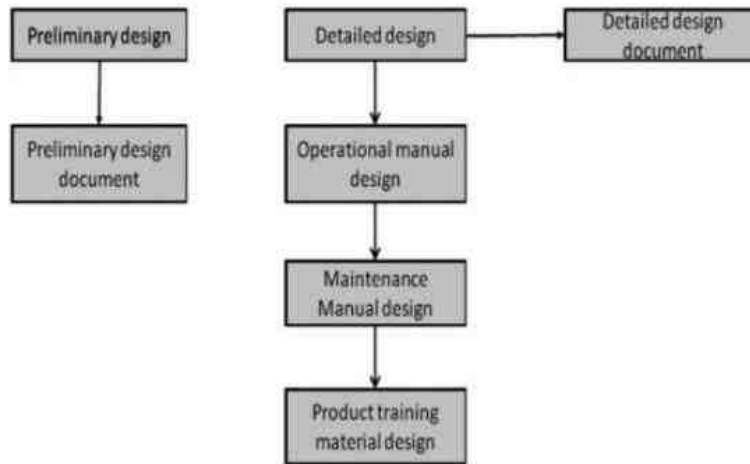 Preliminary design
Detailed design
Detailed design
document
Preliminary design
document
Operational manual
design
Maintenance
Manual design
Product training
material design